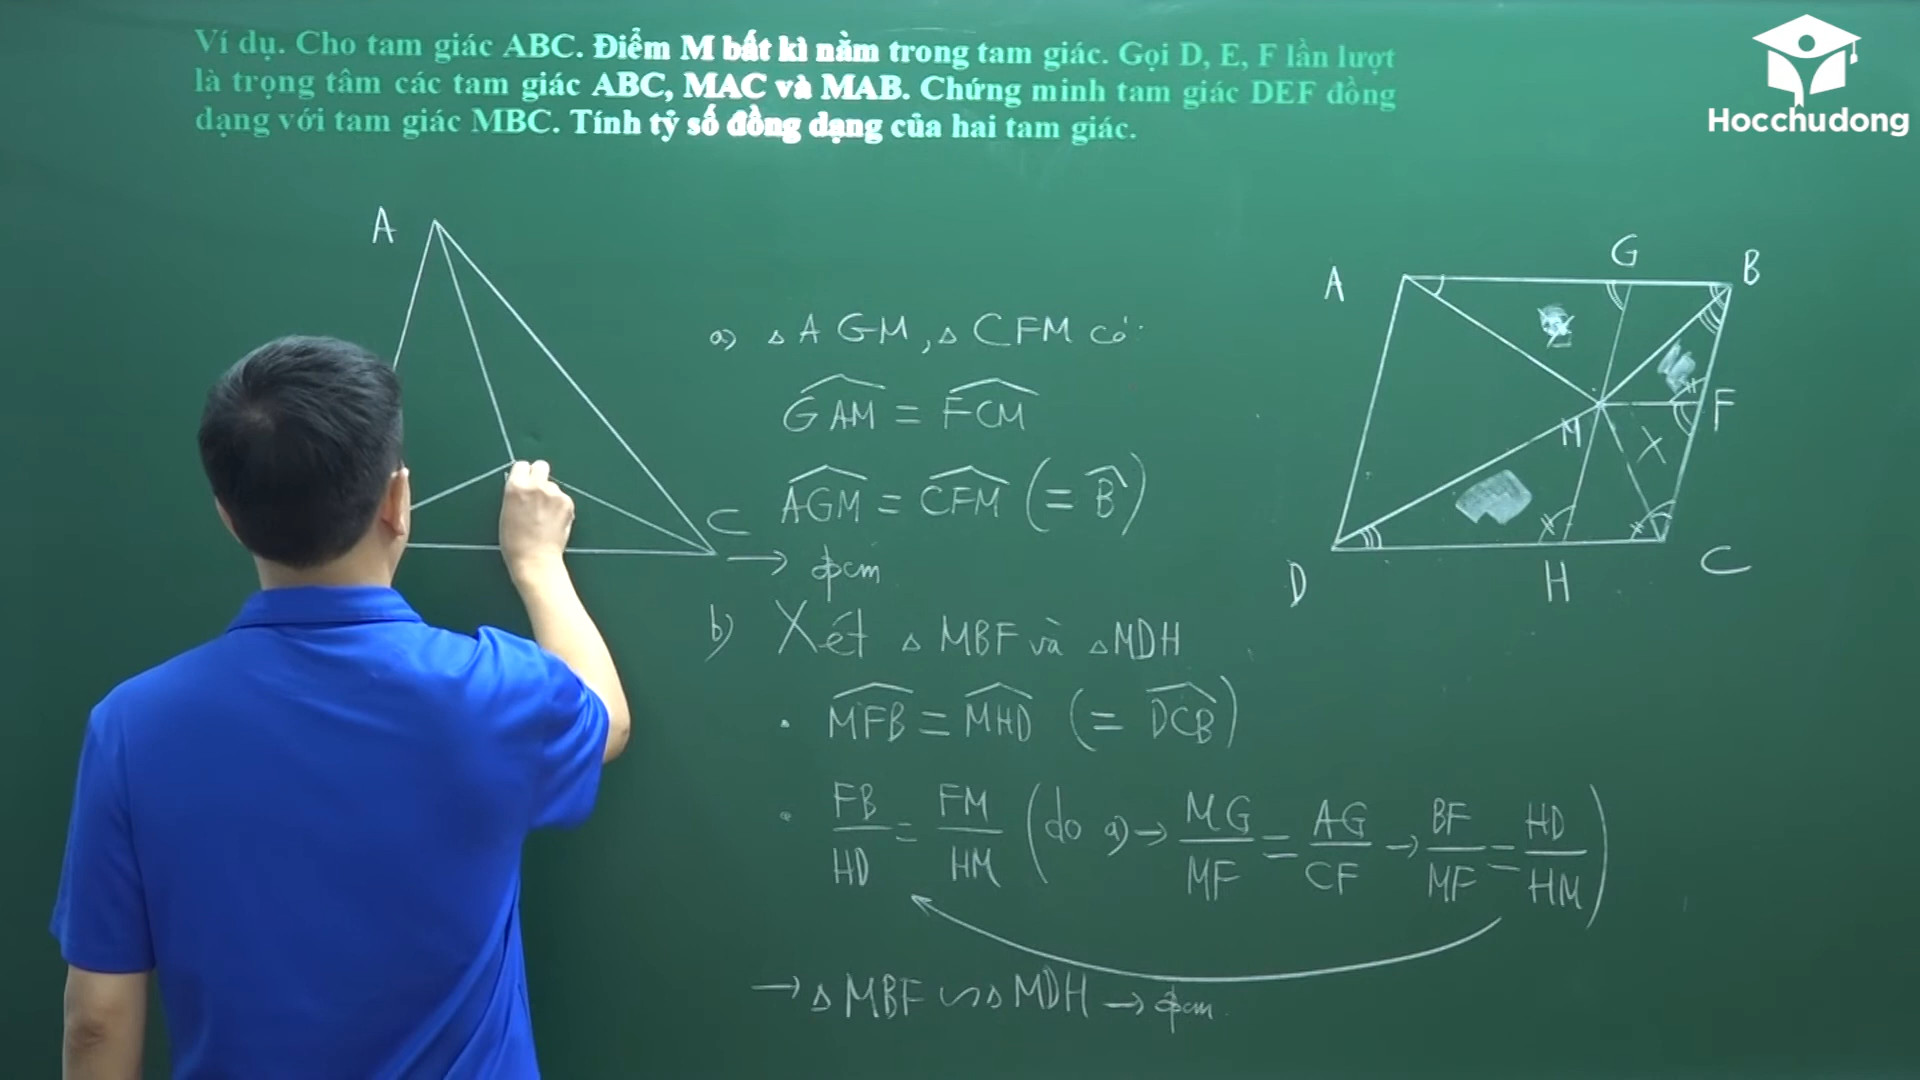 Ví dụ. Cho tam giác ABC. Điểm M bất kì nằm trong tam giác. Gọi D, E, F lần lượt
là trọng tâm các tam giác ABC, MAC và MAB. Chứng minh tam giác DEF đồng
dạng với tam giác MBC. Tính tỷ số đồng dạng của hai tam giác.
Hocchudong
A
C
a) ▵ AGM, ▵ CFM có:
GAM = FCM
AGM = CFM (= B)
→ đpcm
b) Xét ▵ MBF và ▵ MDH
• MFB = MHD (= DCB)
• FB/HD = FM/HM (do a) → MG/MF = AG/CF → BF/MF = HD/HM)
→ ▵ MBF ∽ ▵ MDH → đpcm
A
G
B
M
F
X
D
H
C